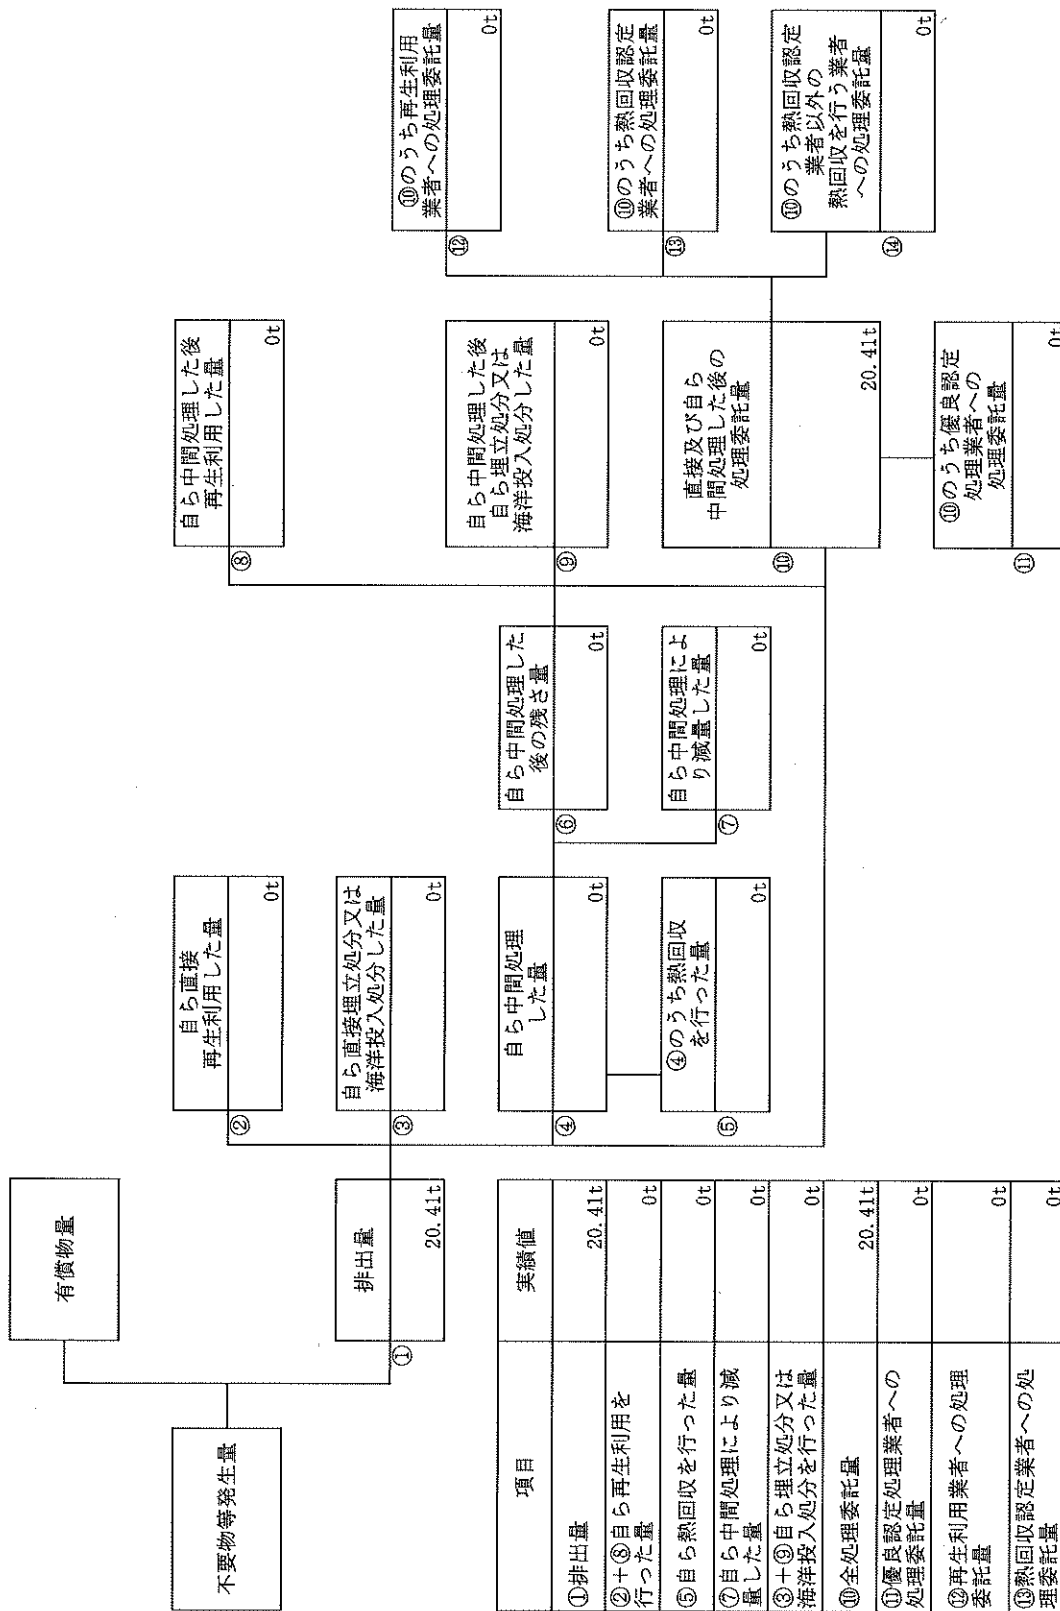 不要物等発生量
有償物量
排出量
①
20.41t
自ら直接
再生利用した量
②
0t
自ら直接埋立処分又は
海洋投入処分した量
③
0t
自ら中間処理
した量
④
0t
④のうち熱回収
を行った量
⑤
0t
自ら中間処理した
後の残さ量
⑥
0t
自ら中間処理によ
り減量した量
⑦
0t
自ら中間処理した後
再生利用した量
⑧
0t
自ら中間処理した後
自ら埋立処分又は
海洋投入処分した量
⑨
0t
直接及び自ら
中間処理した後の
処理委託量
⑩
20.41t
⑩のうち優良認定
処理業者への
処理委託量
⑪
0t
⑩のうち再生利用
業者への処理委託量
⑫
0t
⑩のうち熱回収認定
業者への処理委託量
⑬
0t
⑩のうち熱回収認定
業者以外の
熱回収を行う業者
への処理委託量
⑭
0t
項目
実績値
①排出量
20.41t
②+⑧自ら再生利用を
行った量
0t
⑤自ら熱回収を行った量
0t
⑦自ら中間処理により減
量した量
0t
③+⑨自ら埋立処分又は
海洋投入処分を行った量
0t
⑩全処理委託量
20.41t
⑪優良認定処理業者への
処理委託量
0t
⑫再生利用業者への処理
委託量
0t
⑬熱回収認定業者への処
理委託量
0t